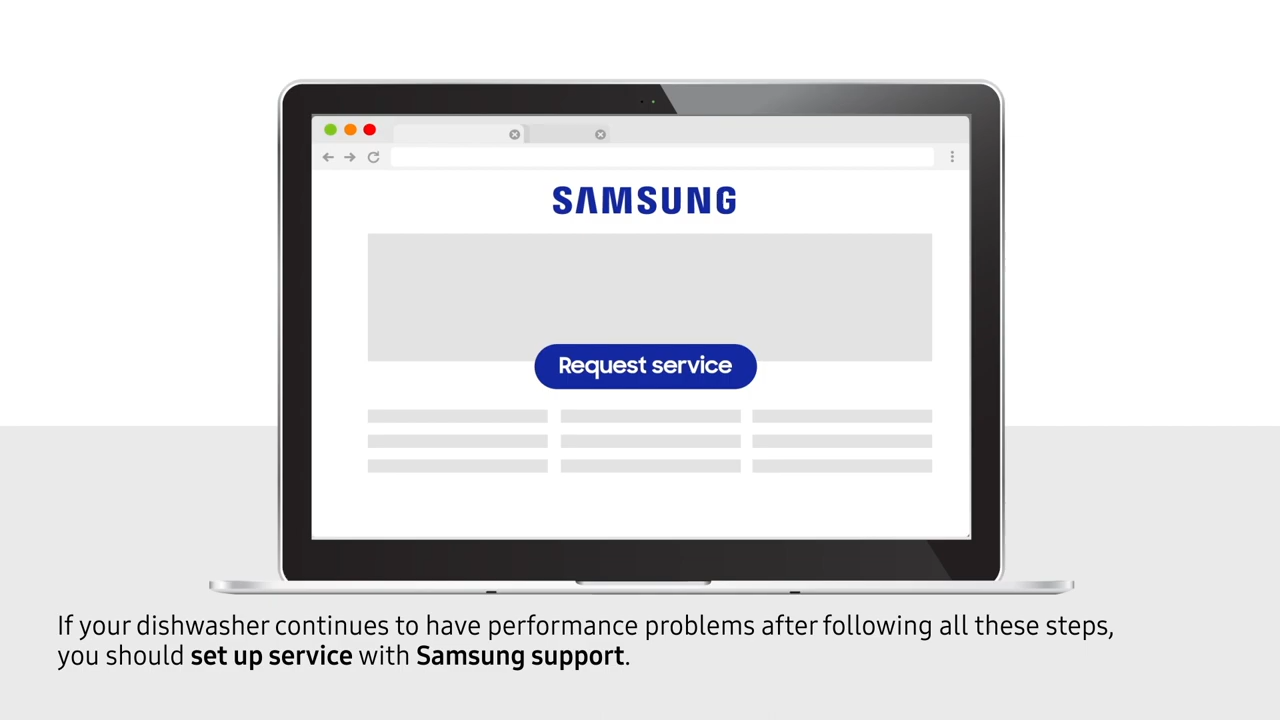 SAMSUNG
Request service
If your dishwasher continues to have performance problems after following all these steps,
you should set up service with Samsung support.